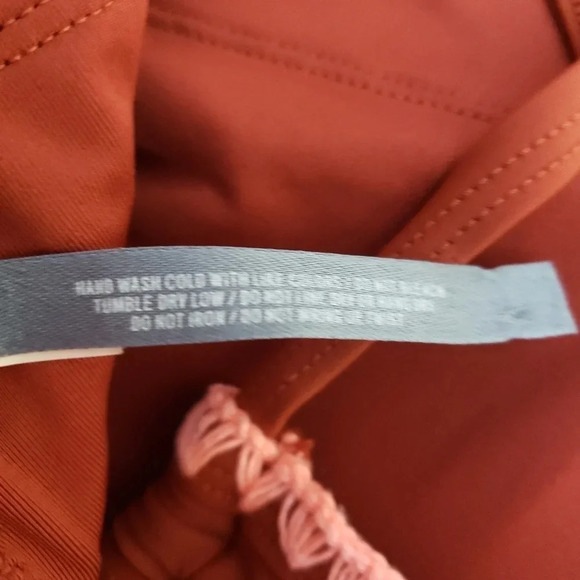 HAND WASH COLD WITH LIKE COLORS / DO NOT BLEACH
TUMBLE DRY LOW / DO NOT LINE DRY OR HANG DRY
DO NOT IRON / DO NOT WRING OR TWIST